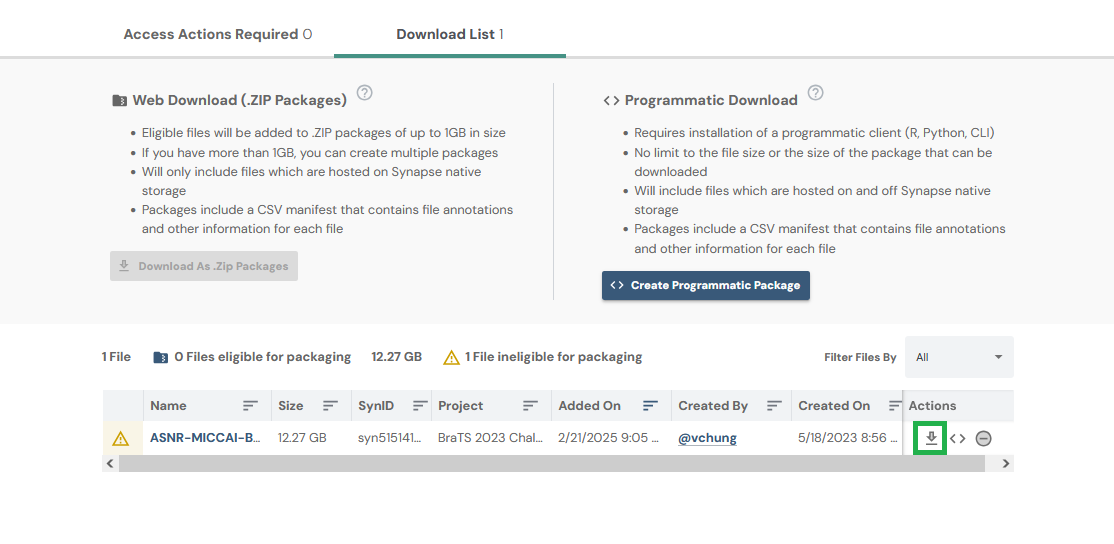 Access Actions Required 0
Download List 1
Web Download (.ZIP Packages)
Eligible files will be added to .ZIP packages of up to 1GB in size
If you have more than 1GB, you can create multiple packages
Will only include files which are hosted on Synapse native
storage
Packages include a CSV manifest that contains file annotations
and other information for each file
Download As .Zip Packages
Programmatic Download
Requires installation of a programmatic client (R, Python, CLI)
No limit to the file size or the size of the package that can be
downloaded
Will include files which are hosted on and off Synapse native
storage
Packages include a CSV manifest that contains file annotations
and other information for each file
Create Programmatic Package
1 File 0 Files eligible for packaging 12.27 GB 1 File ineligible for packaging Filter Files By All
Name Size SynID Project Added On Created By Created On Actions
ASNR-MICCAI-B... 12.27 GB syn515141... BraTS 2023 Chal... 2/21/2025 9:05 ... @vchung 5/18/2023 8:56 ...